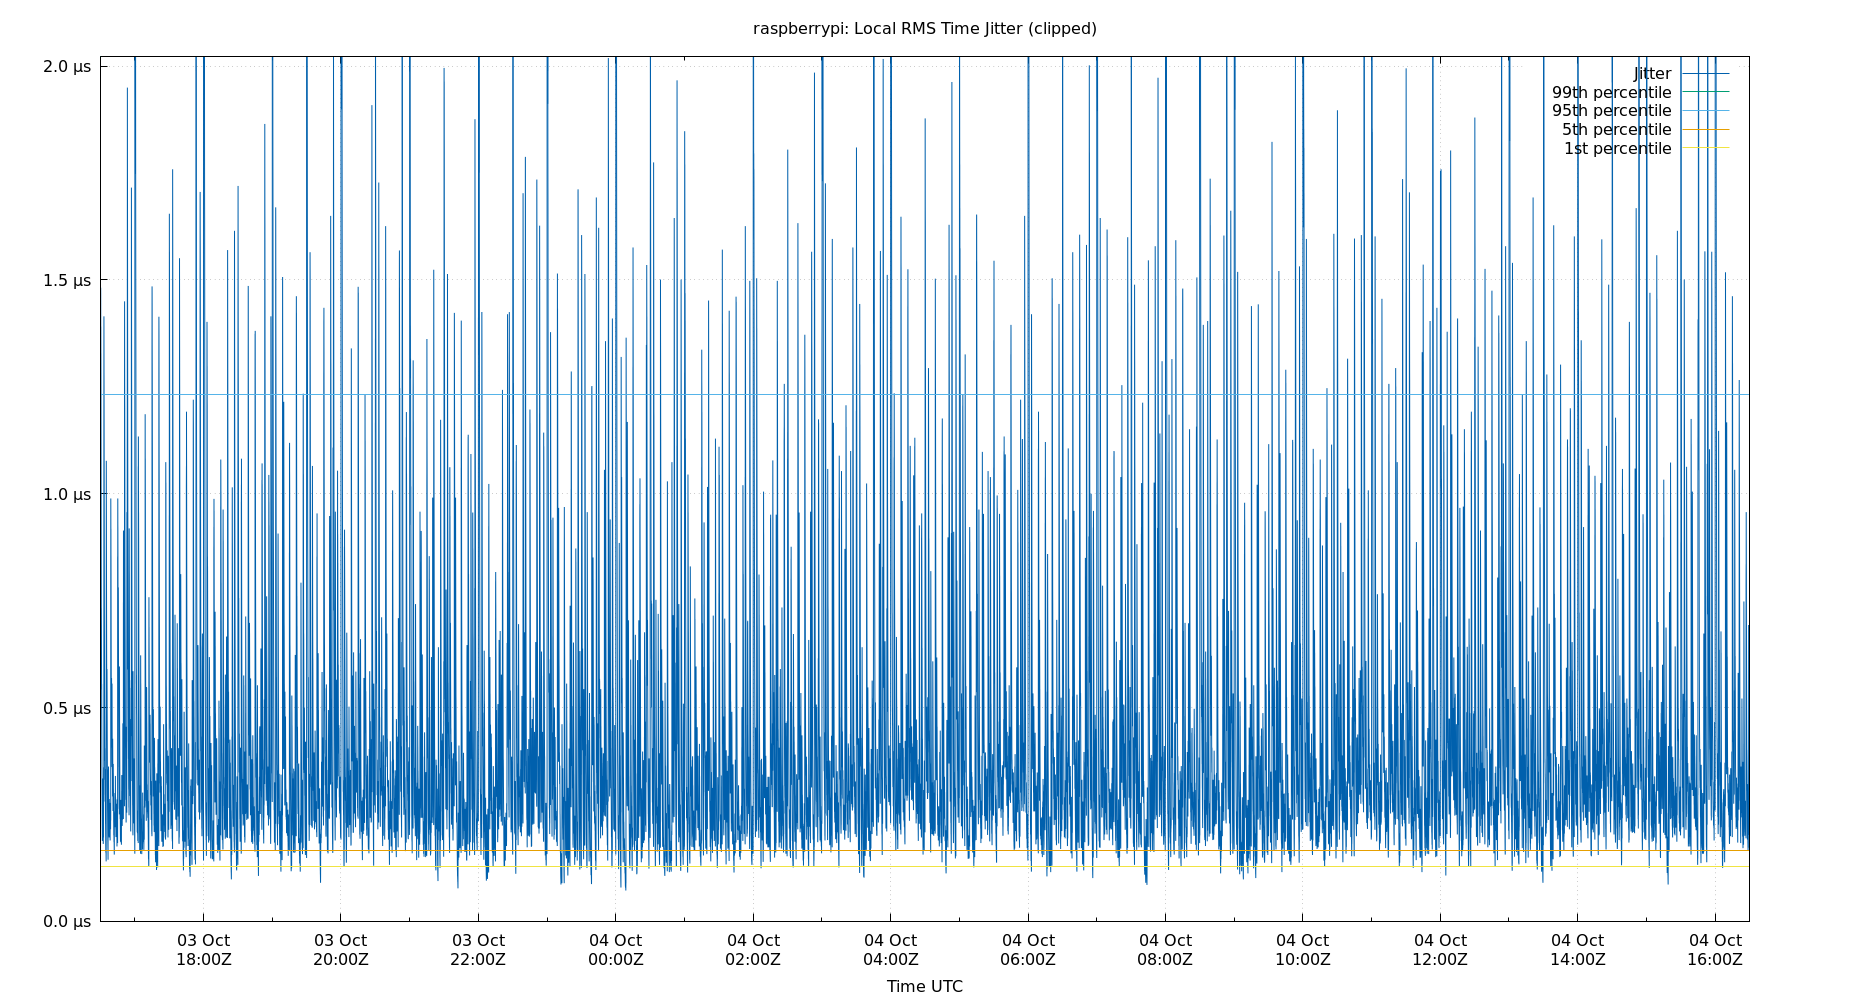 raspberrypi: Local RMS Time Jitter (clipped)
2.0 μs
1.5 μs
1.0 μs
0.5 μs
0.0 μs
Jitter
99th percentile
95th percentile
5th percentile
1st percentile
03 Oct 03 Oct 03 Oct 04 Oct 04 Oct 04 Oct 04 Oct 04 Oct 04 Oct 04 Oct 04 Oct 04 Oct
18:00Z 20:00Z 22:00Z 00:00Z 02:00Z 04:00Z 06:00Z 08:00Z 10:00Z 12:00Z 14:00Z 16:00Z
Time UTC